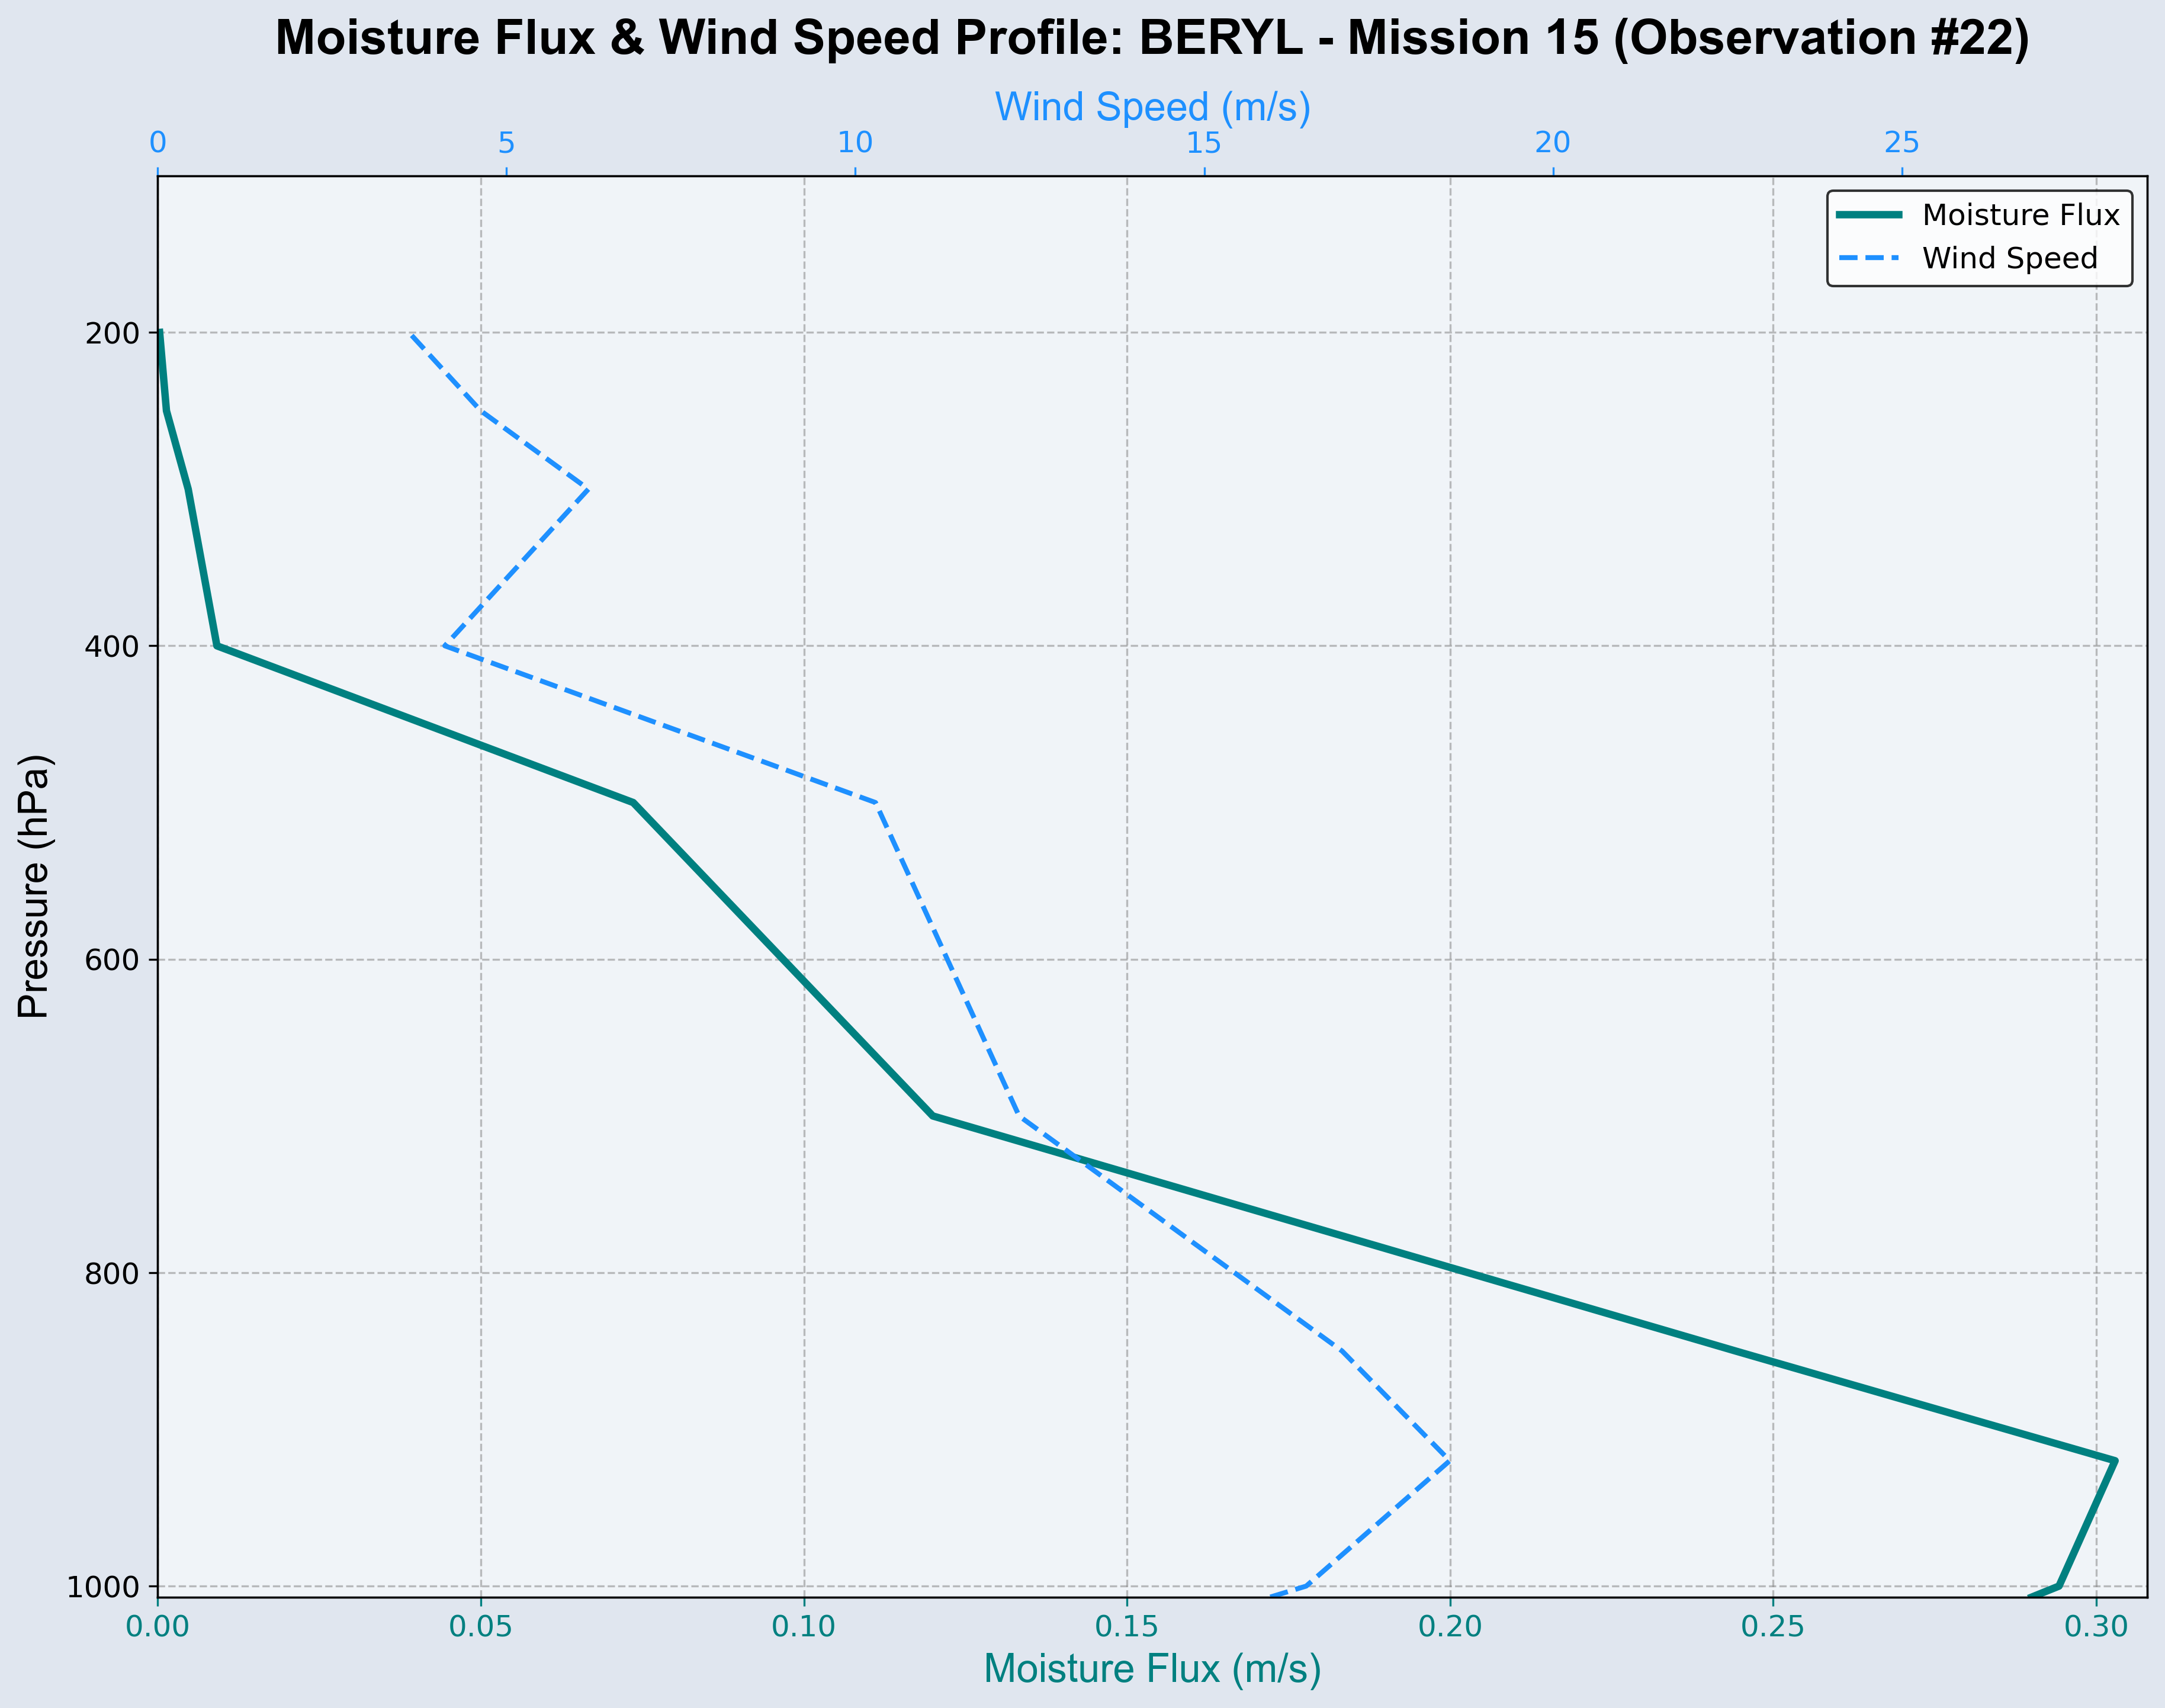 Moisture Flux & Wind Speed Profile: BERYL - Mission 15 (Observation #22)
Wind Speed (m/s)
0 5 10 15 20 25
Moisture Flux
Wind Speed
200
400
600
800
1000
Pressure (hPa)
0.00 0.05 0.10 0.15 0.20 0.25 0.30
Moisture Flux (m/s)